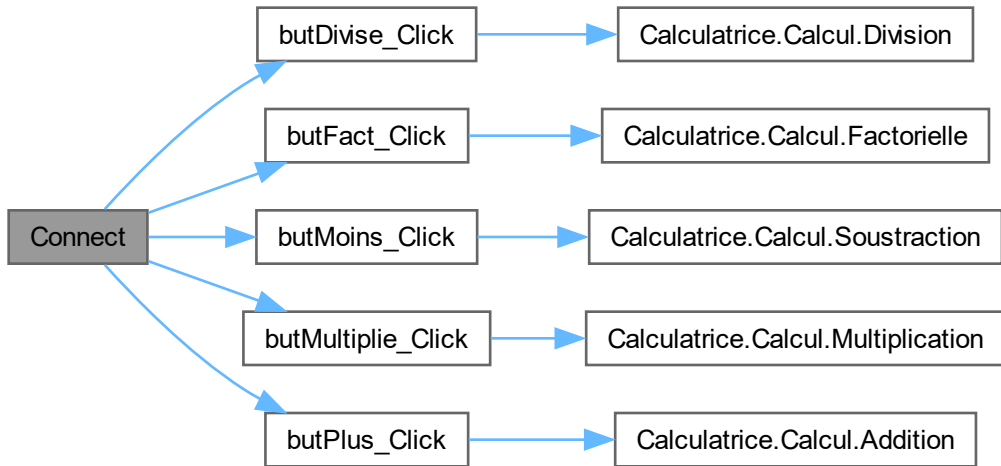 butDivise_Click
Calculatrice.Calcul.Division
butFact_Click
Calculatrice.Calcul.Factorielle
Connect
butMoins_Click
Calculatrice.Calcul.Soustraction
butMultiplie_Click
Calculatrice.Calcul.Multiplication
butPlus_Click
Calculatrice.Calcul.Addition